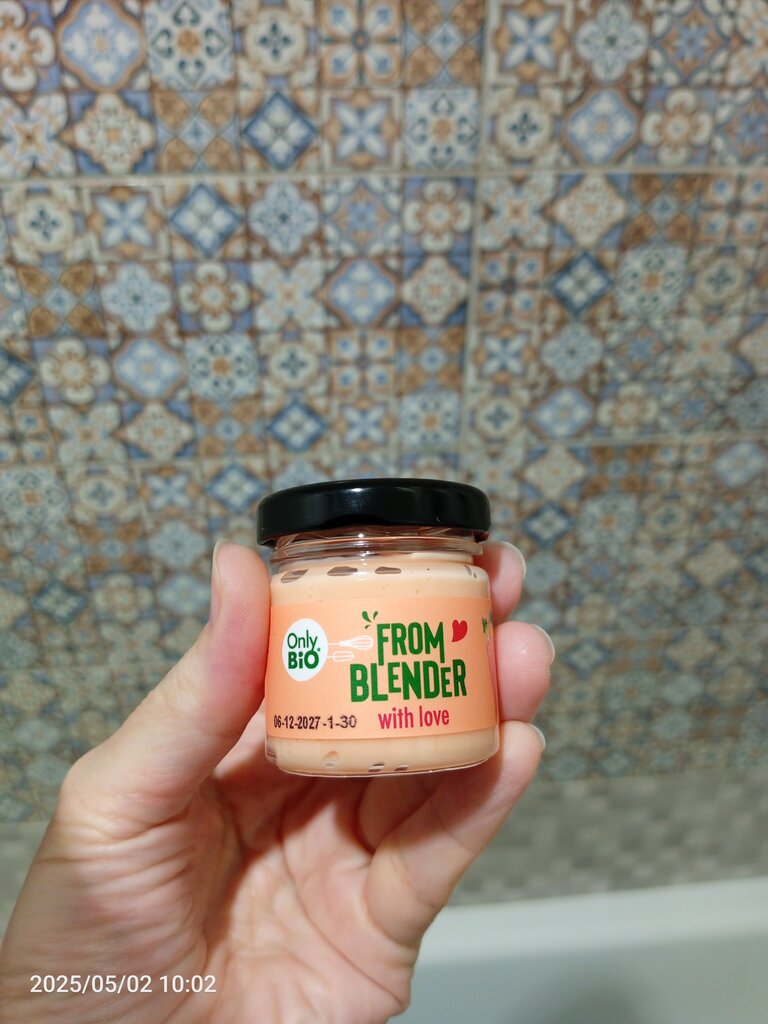 Only
BiO®
FROM
BLENDER
with love
06-12-2027-1-30
2025/05/02 10:02